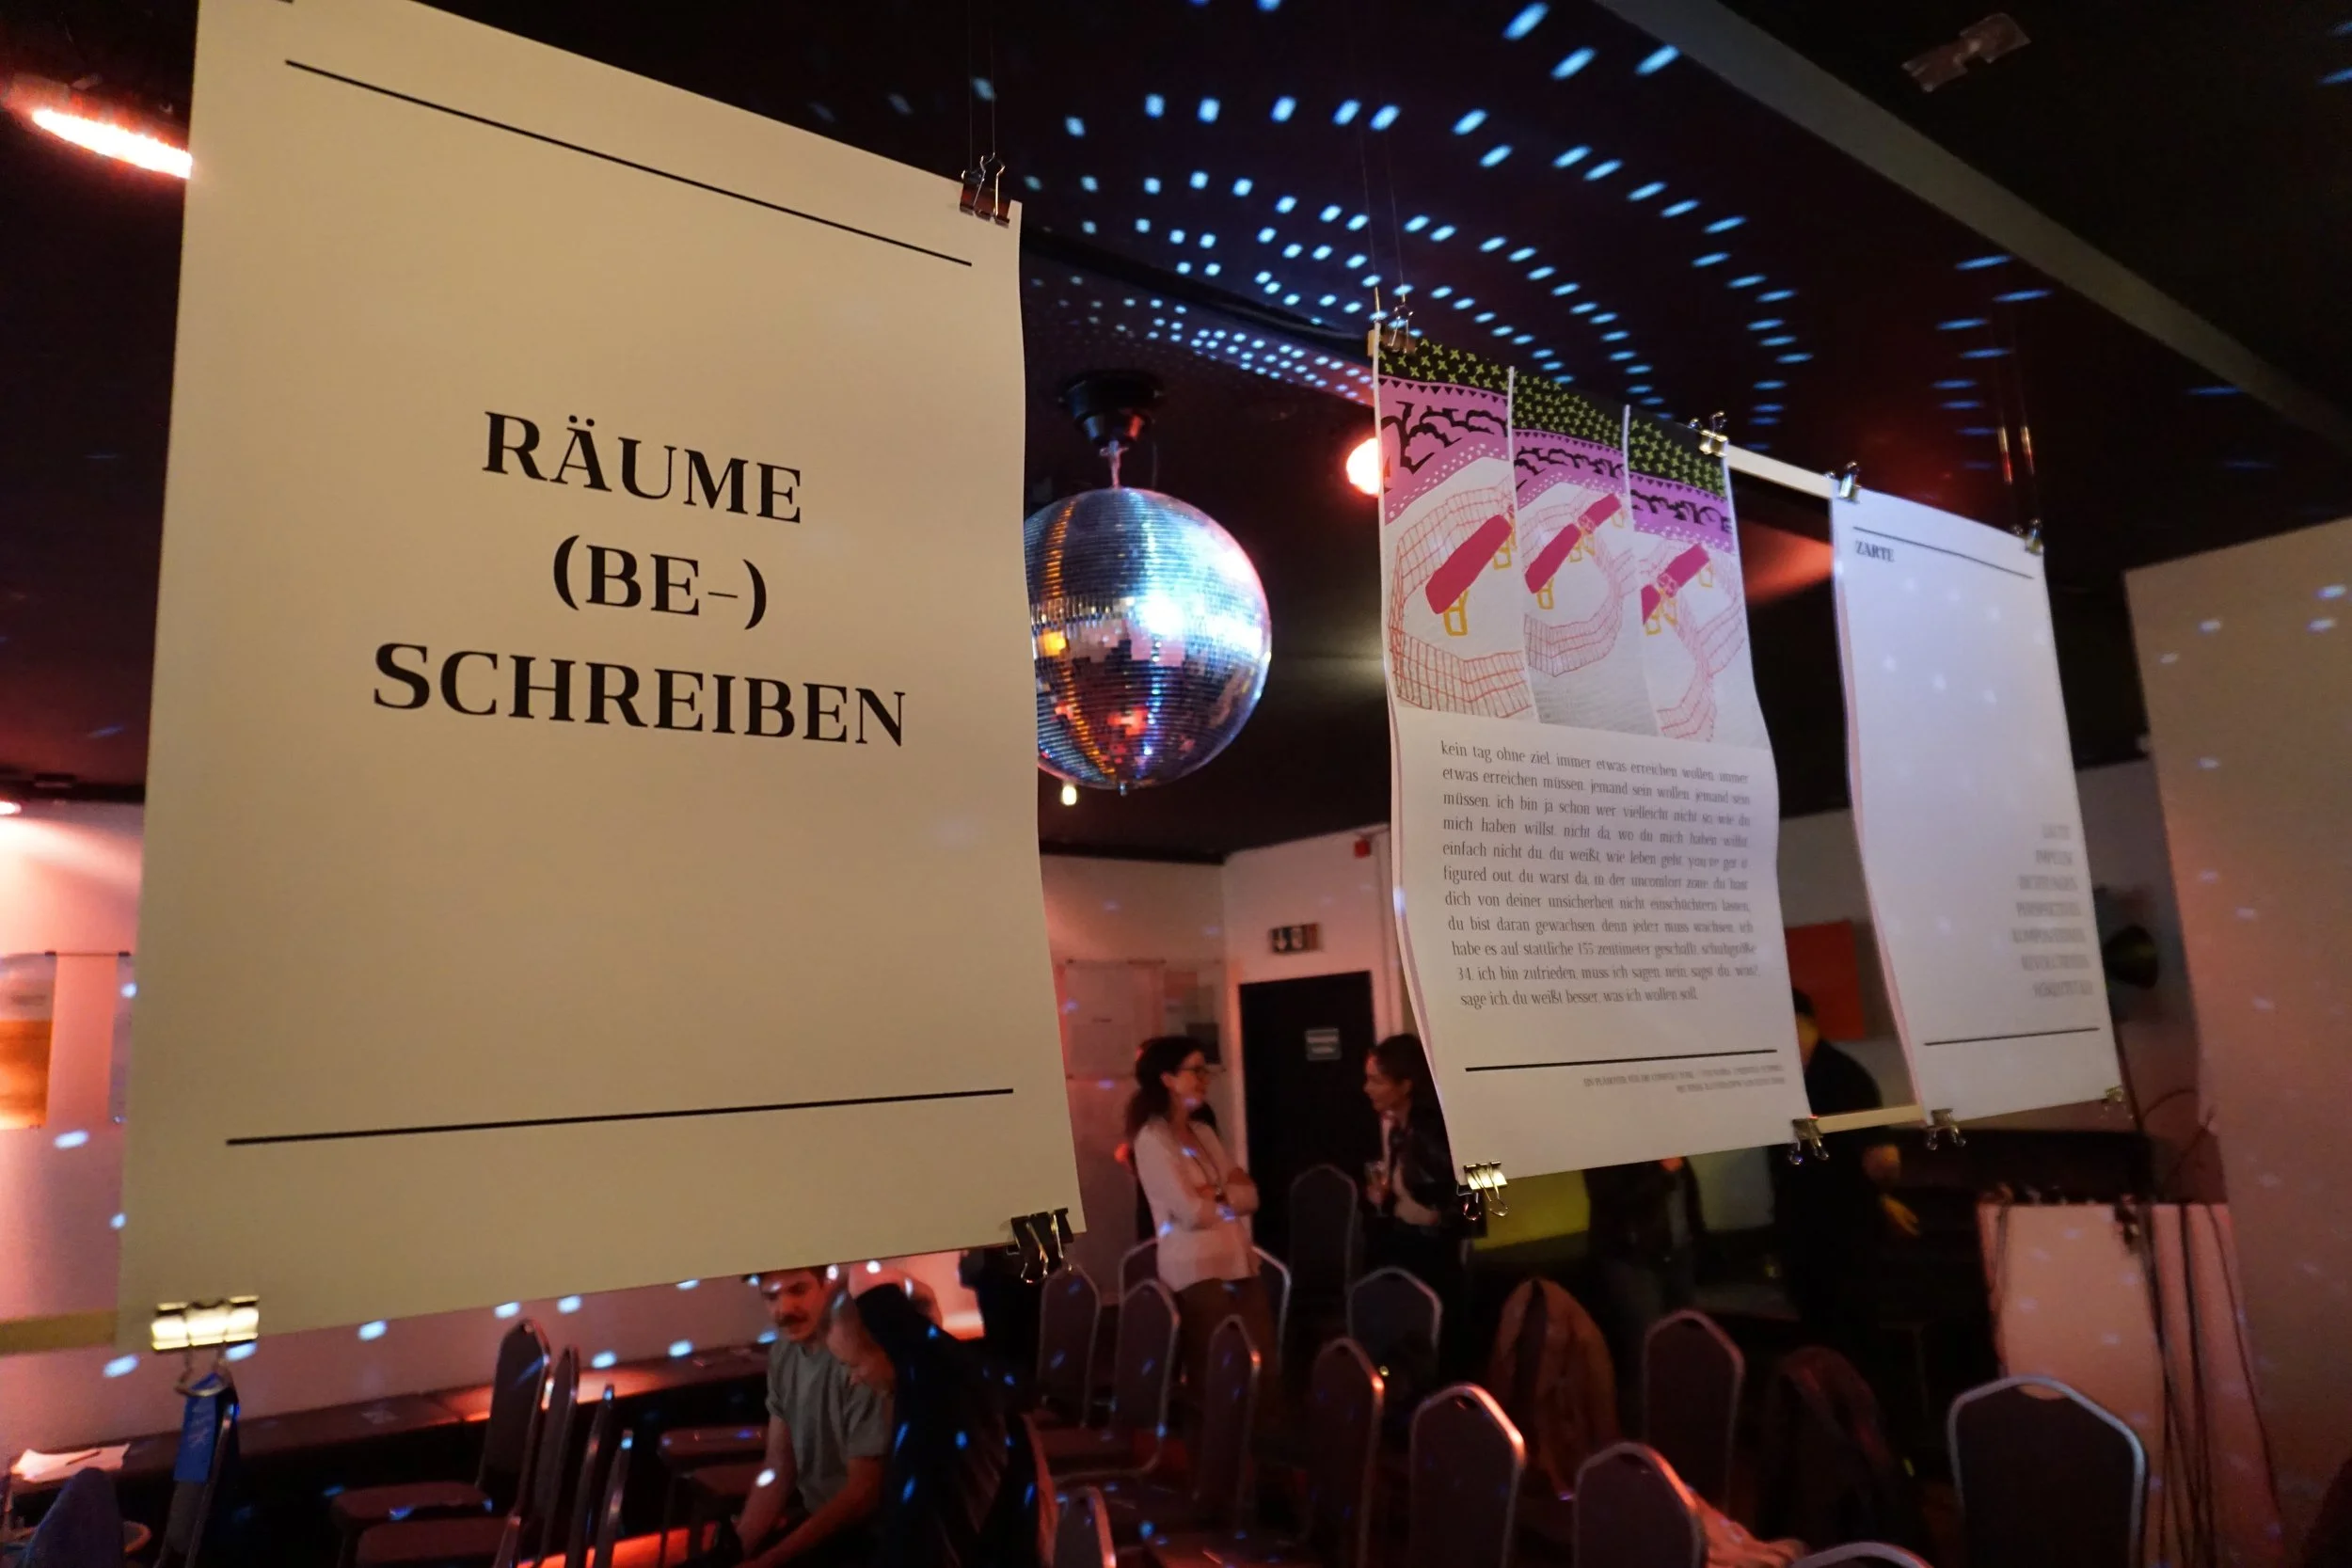 RÄUME
(BE-)
SCHREIBEN
kein tag ohne ziel. immer etwas erreichen wollen. immer
etwas erreichen müssen. jemand sein wollen. jemand sein
müssen. ich bin ja schon wer. vielleicht nicht so, wie du
mich haben willst. nicht da, wo du mich haben willst.
einfach nicht du. du weißt, wie leben geht. you've got it
figured out. du warst da, in der uncomfort zone. du hast
dich von deiner unsicherheit nicht einschüchtern lassen,
du bist daran gewachsen. denn jede:r muss wachsen. ich
habe es auf stattliche 155 zentimeter geschafft. schuhgröße
34. ich bin zufrieden, muss ich sagen. nein, sagst du. was?
sage ich. du weißt besser, was ich wollen soll.
ZARTE